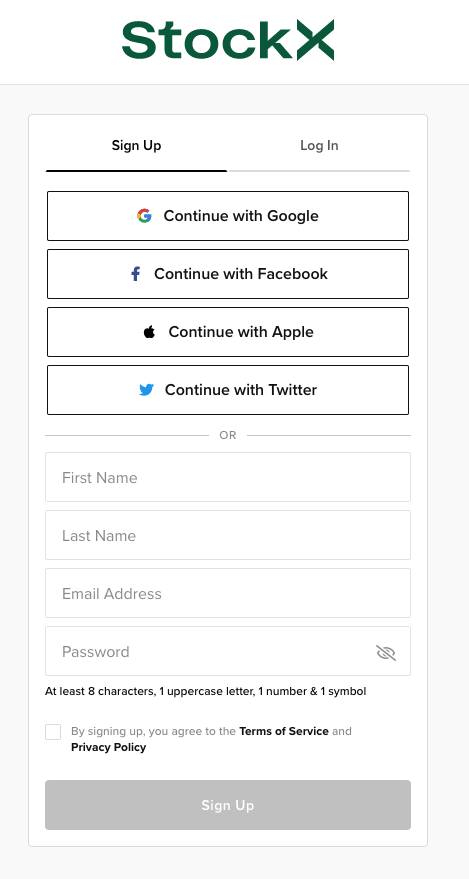 StockX
Sign Up
Log In
Continue with Google
Continue with Facebook
Continue with Apple
Continue with Twitter
OR
First Name
Last Name
Email Address
Password
At least 8 characters, 1 uppercase letter, 1 number & 1 symbol
By signing up, you agree to the Terms of Service and
Privacy Policy
Sign Up